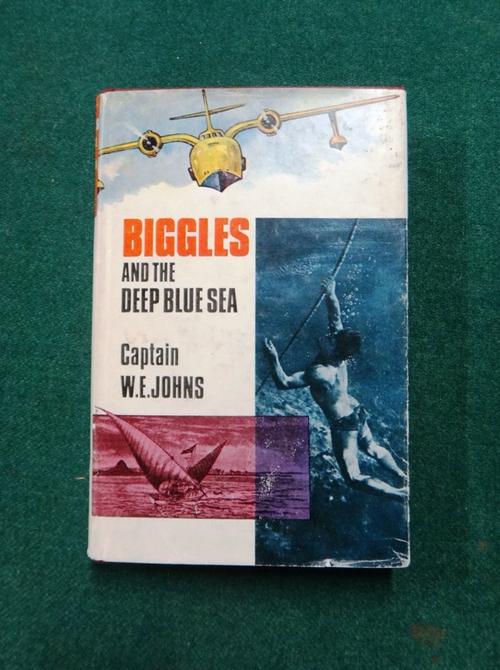 BIGGLES
AND THE
DEEP BLUE SEA
Captain
W.E.JOHNS